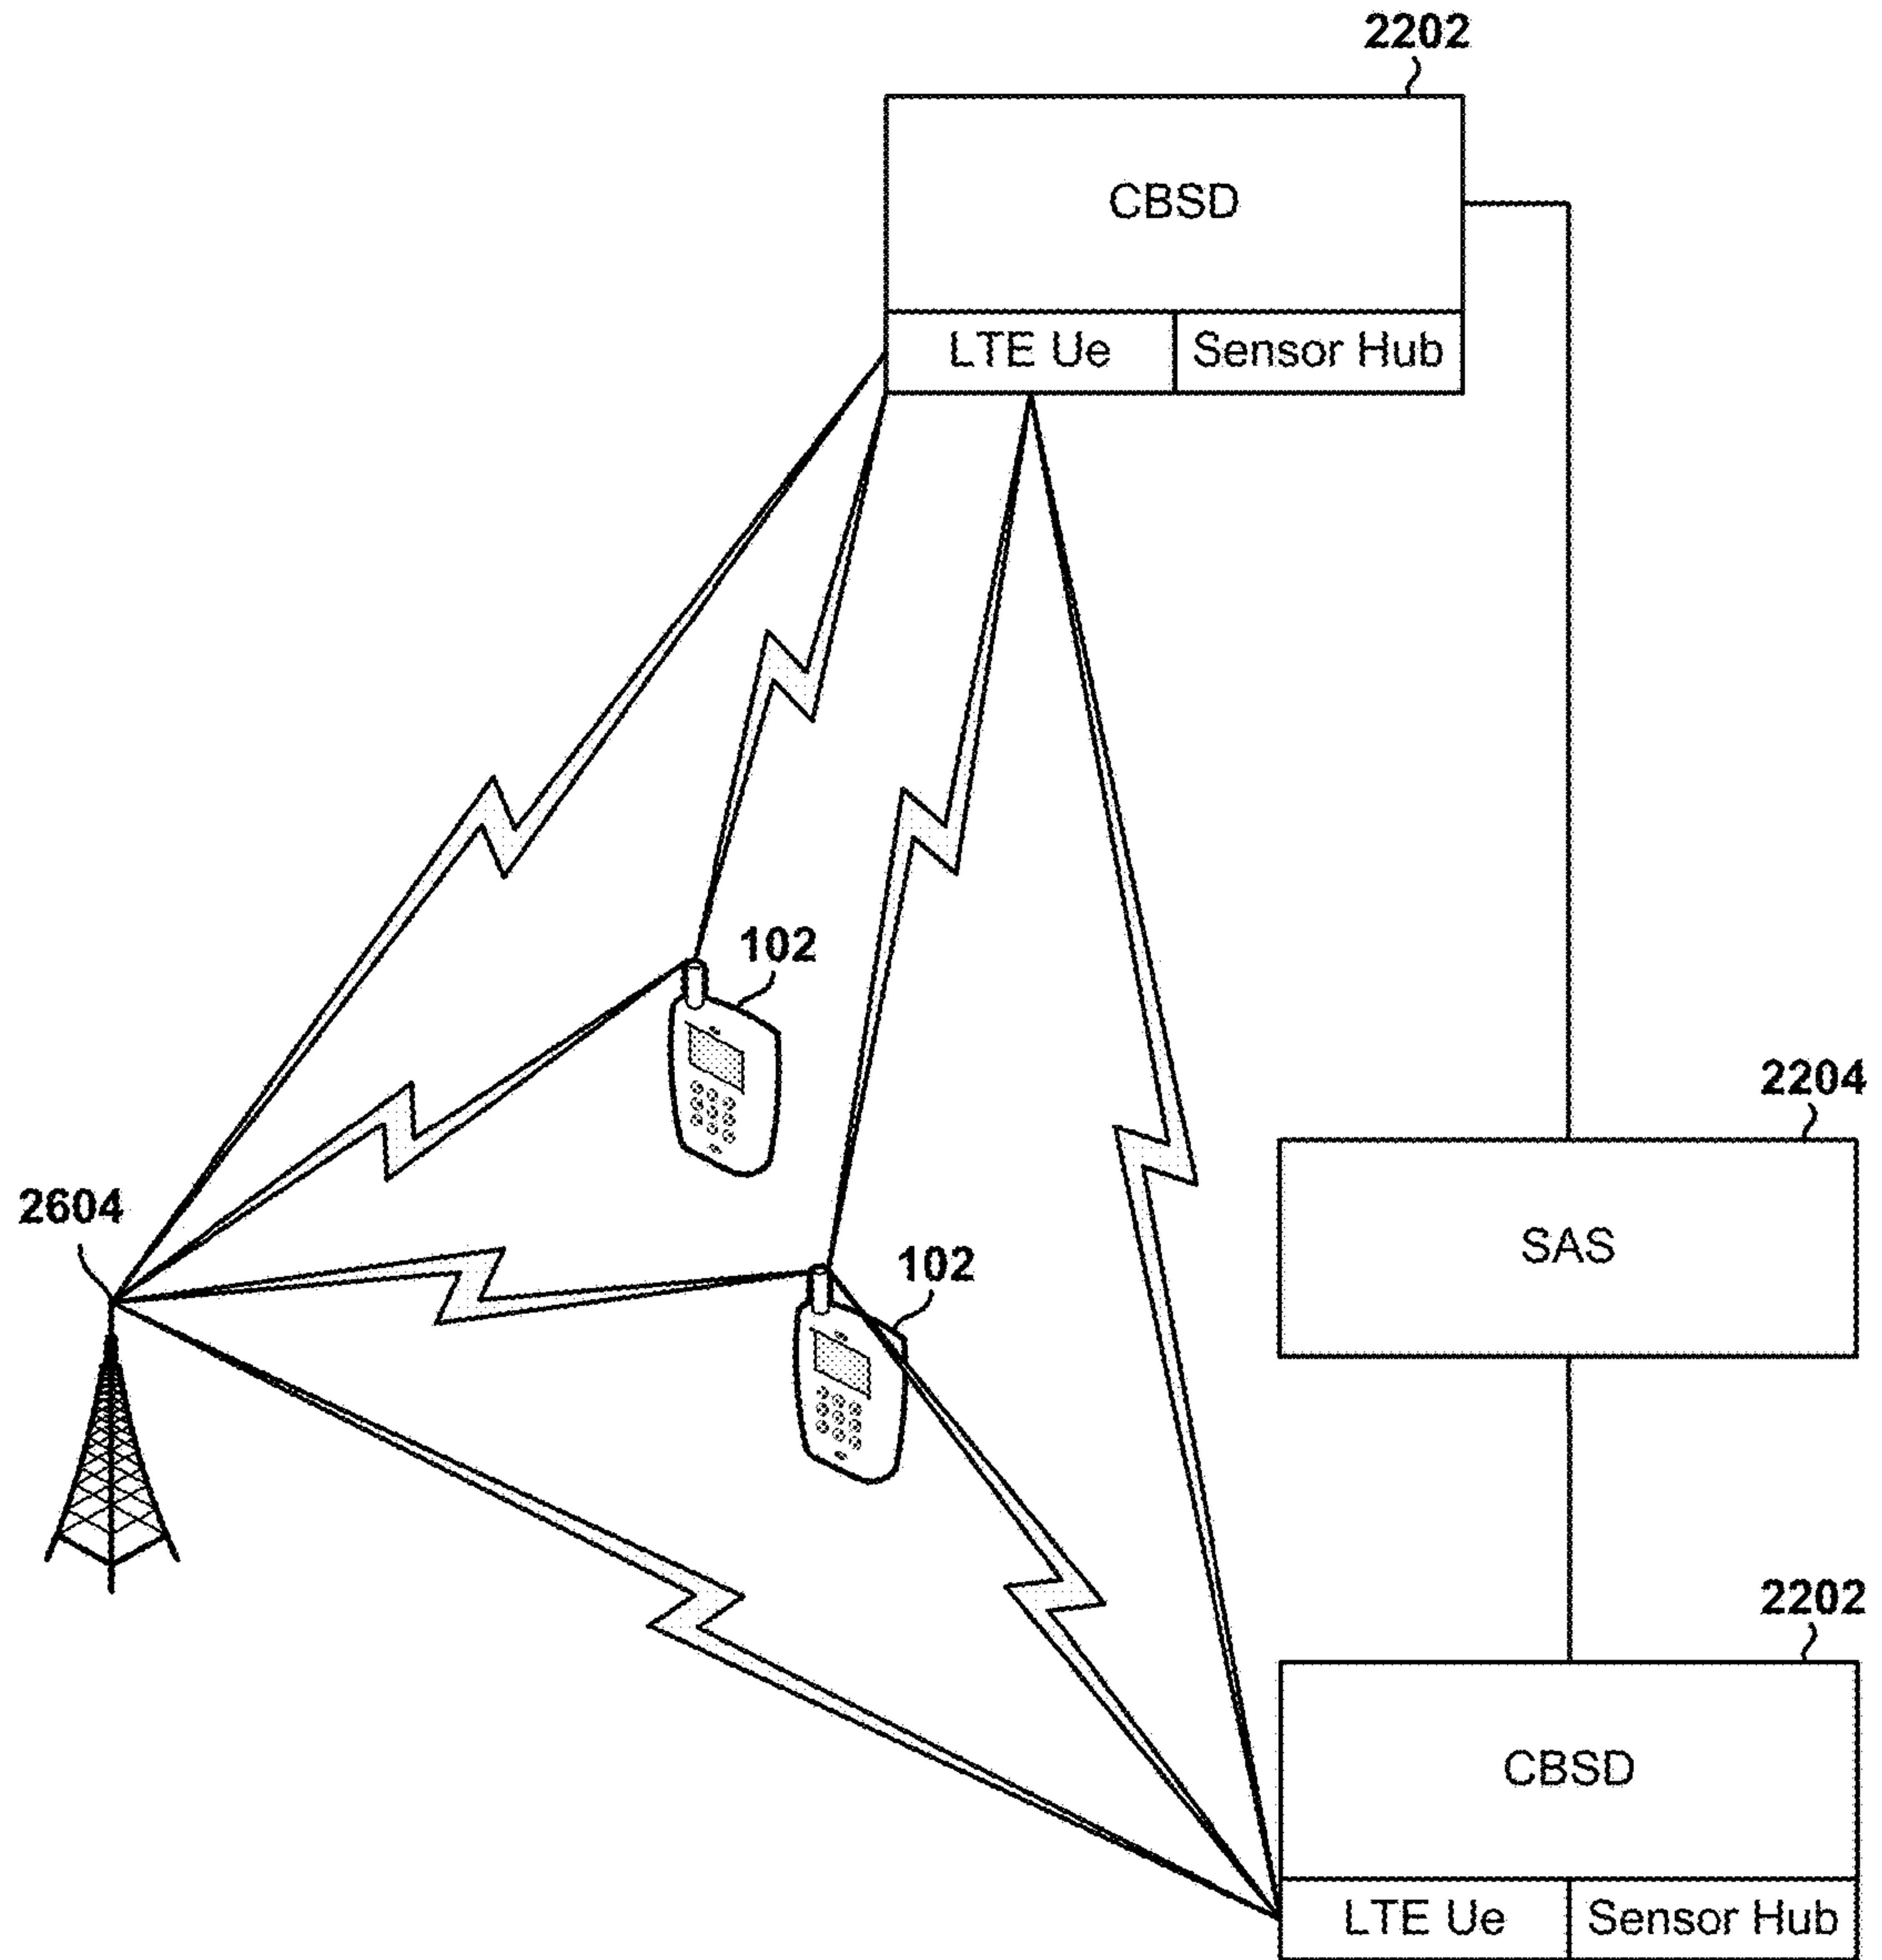 2202
CBSD
LTE Ue
Sensor Hub
102
2204
2604
SAS
102
2202
CBSD
LTE Ue
Sensor Hub